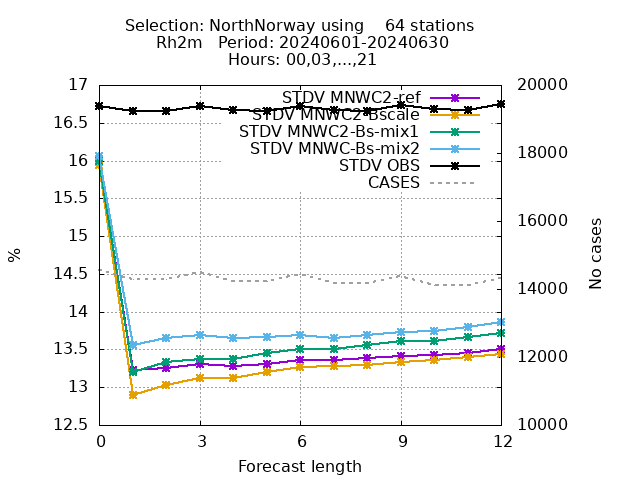 Selection: NorthNorway using    64 stations
Rh2m   Period: 20240601-20240630
Hours: 00,03,...,21
17
16.5
16
15.5
15
14.5
14
13.5
13
12.5
%
STDV MNWC2-ref
STDV MNWC2-Bscale
STDV MNWC2-Bs-mix1
STDV MNWC-Bs-mix2
STDV OBS
CASES
20000
18000
16000
14000
12000
10000
No cases
0 3 6 9 12
Forecast length